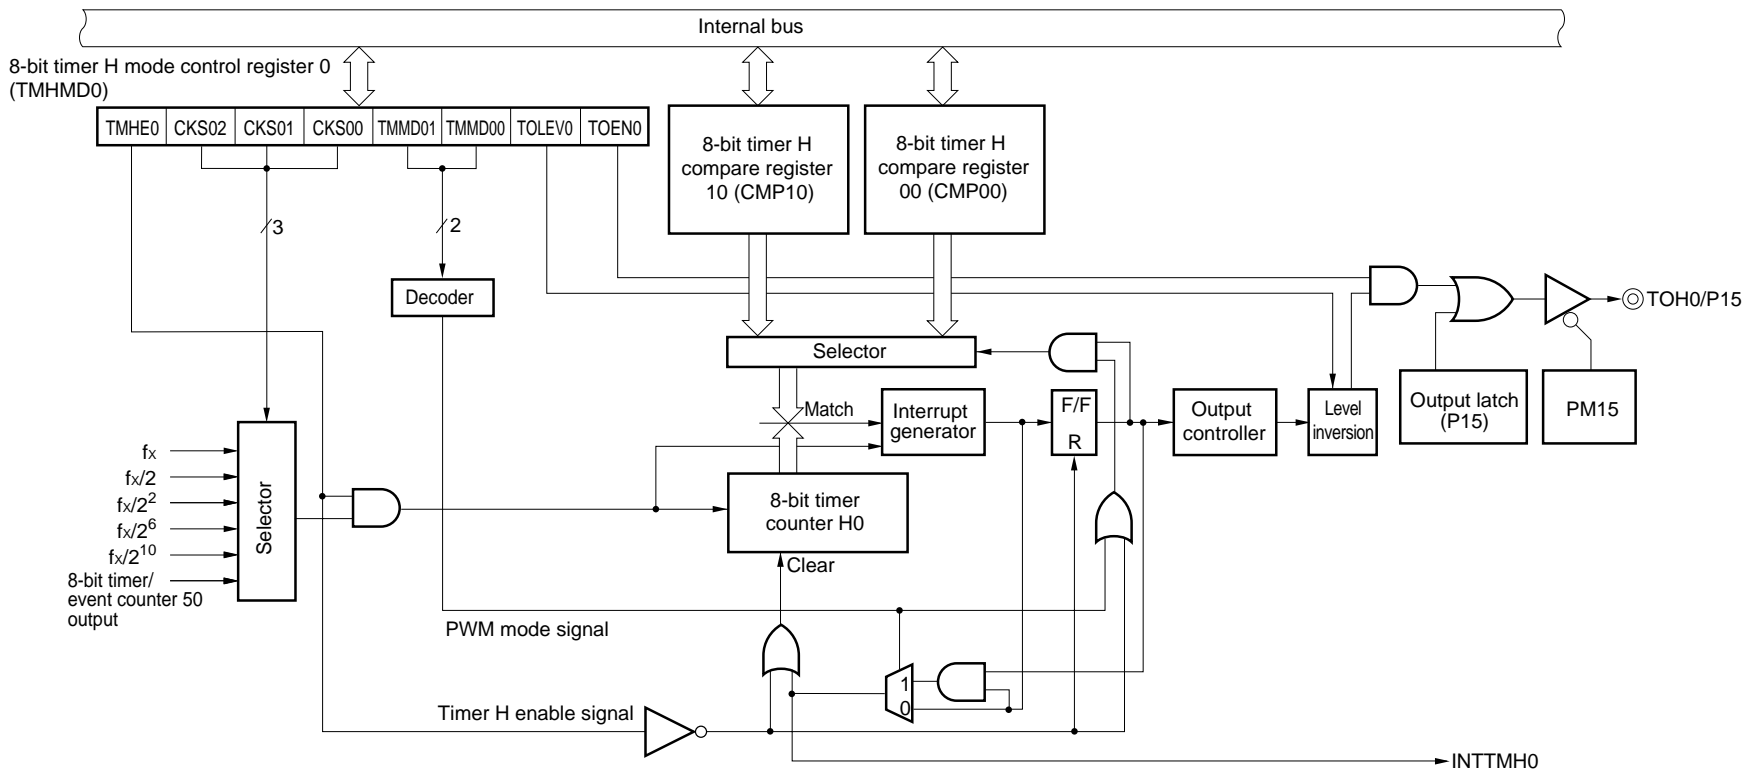 Internal bus
8-bit timer H mode control register 0
(TMHMD0)
TMHE0 CKS02 CKS01 CKS00 TMMD01 TMMD00 TOLEV0 TOEN0
8-bit timer H
compare register
10 (CMP10)
8-bit timer H
compare register
00 (CMP00)
3
2
Decoder
TOH0/P15
Selector
Match
Interrupt
generator
F/F
R
Output
controller
Level
inversion
Output latch
(P15)
PM15
fX
fX/2
fX/2²
fX/2⁶
fX/2¹⁰
8-bit timer/
event counter 50
output
Selector
8-bit timer
counter H0
Clear
PWM mode signal
1
0
Timer H enable signal
INTTMH0